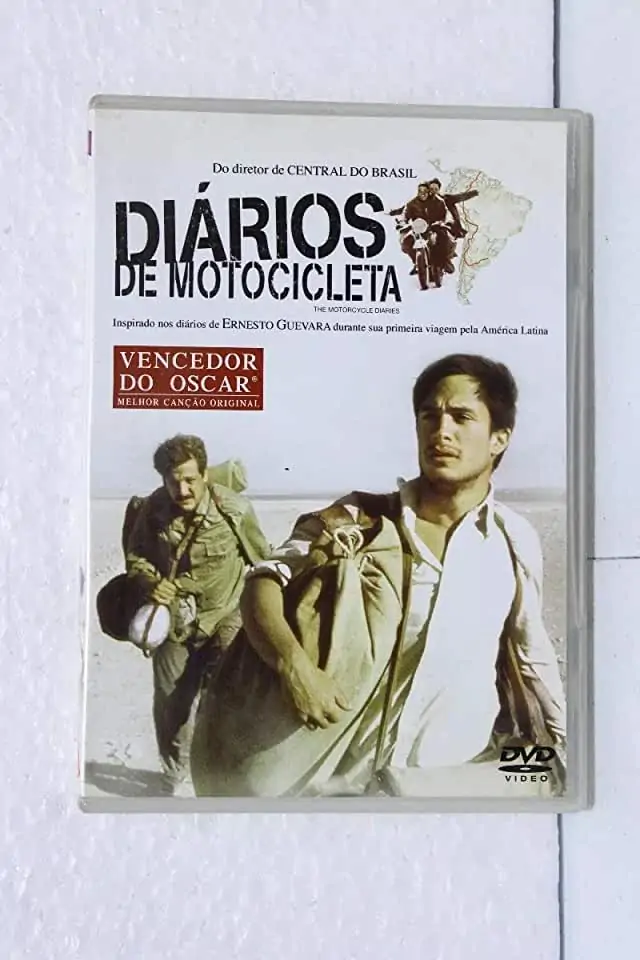 Do diretor de CENTRAL DO BRASIL
DIÁRIOS
DE MOTOCICLETA
THE MOTORCYCLE DIARIES
Inspirado nos diários de ERNESTO GUEVARA durante sua primeira viagem pela América Latina
VENCEDOR
DO OSCAR®
MELHOR CANÇÃO ORIGINAL
DVD
VIDEO